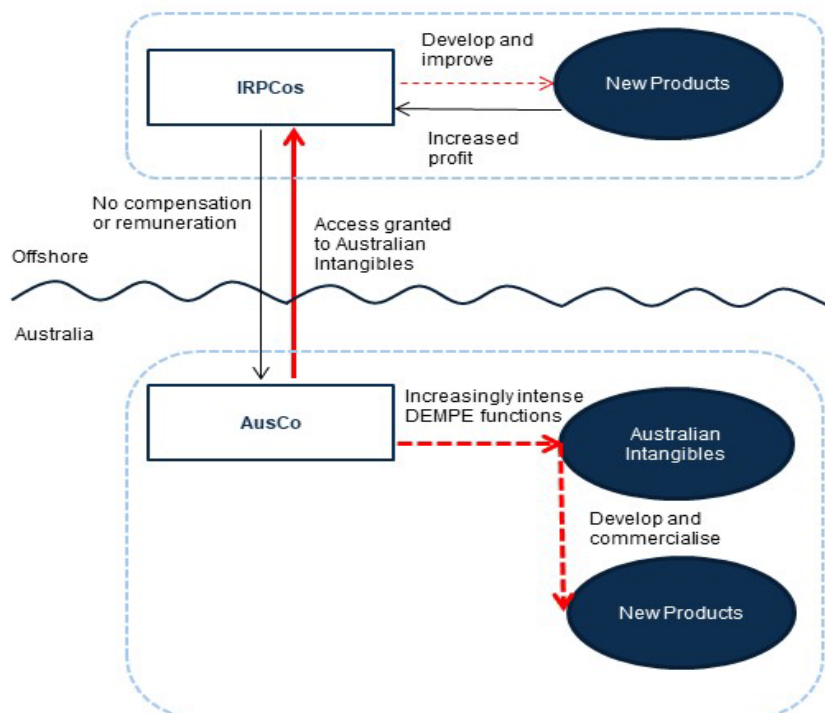 Develop and
improve
IRPCos
New Products
Increased
profit
No compensation
or remuneration
Access granted
to Australian
Intangibles
Offshore
Australia
AusCo
Increasingly intense
DEMPE functions
Australian
Intangibles
Develop and
commercialise
New Products